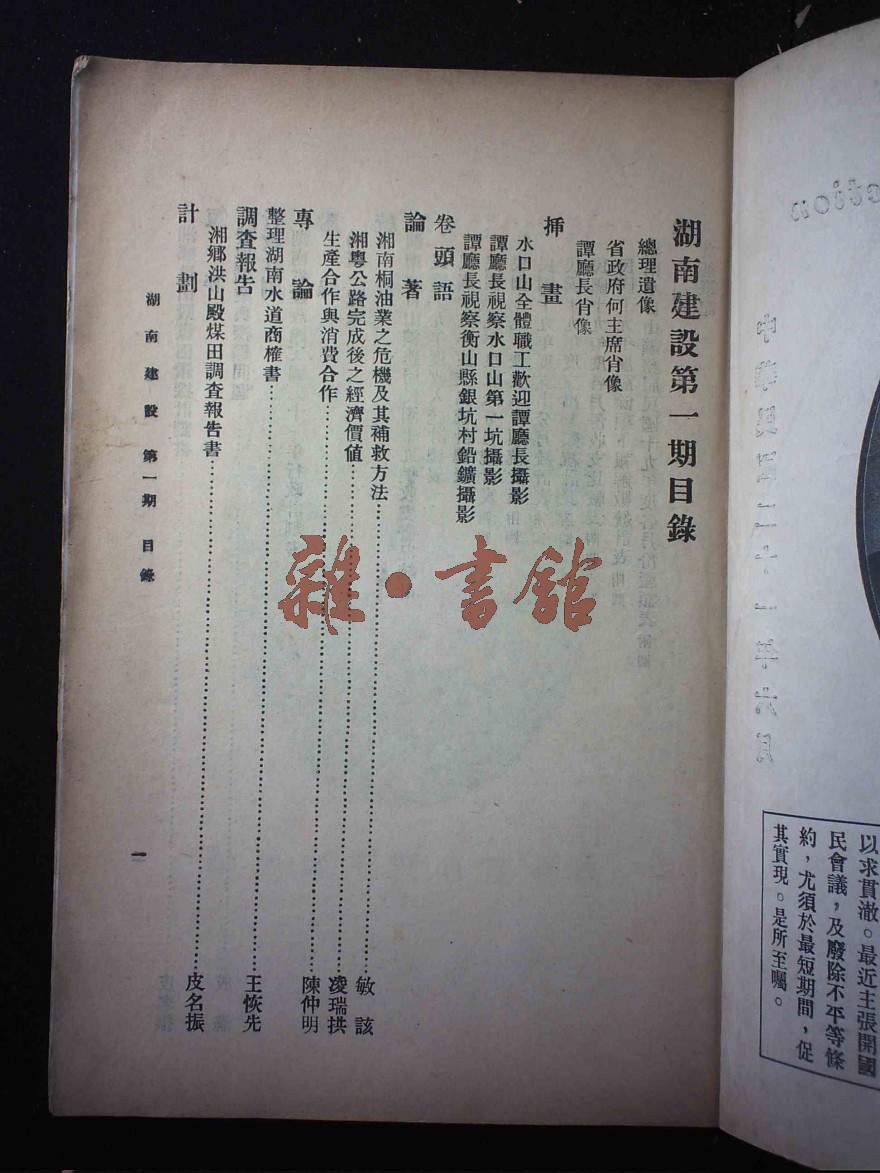 以求貫澈。最近主張開國
民會議，及廢除不平等條
約，尤須於最短期間，促
其實現。是所至囑。
湖南建設第一期目錄
總理遺像
省政府何主席肖像
譚廳長肖像
挿畫
水口山全體職工歡迎譚廳長攝影
譚廳長視察水口山第一坑攝影
譚廳長視察衡山縣銀坑村鉛鑛攝影
卷頭語
論著
湘南桐油業之危機及其補救方法……敏該
湘粵公路完成後之經濟價值……凌瑞拱
生產合作與消費合作……陳仲明
專論
整理湖南水道商榷書……王恢先
調查報告
湘鄉洪山殿煤田調查報告書……皮名振
計劃
湖南建設 第一期 目錄
一
雜·書館